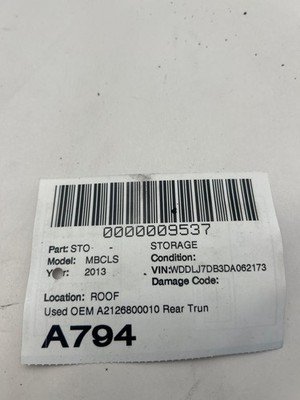 0000009537
Part: STO - STORAGE
Model: MBCLS Condition:
Year: 2013 VIN:WDDLJ7DB3DA062173
Damage Code:
Location: ROOF
Used OEM A2126800010 Rear Trun
A794